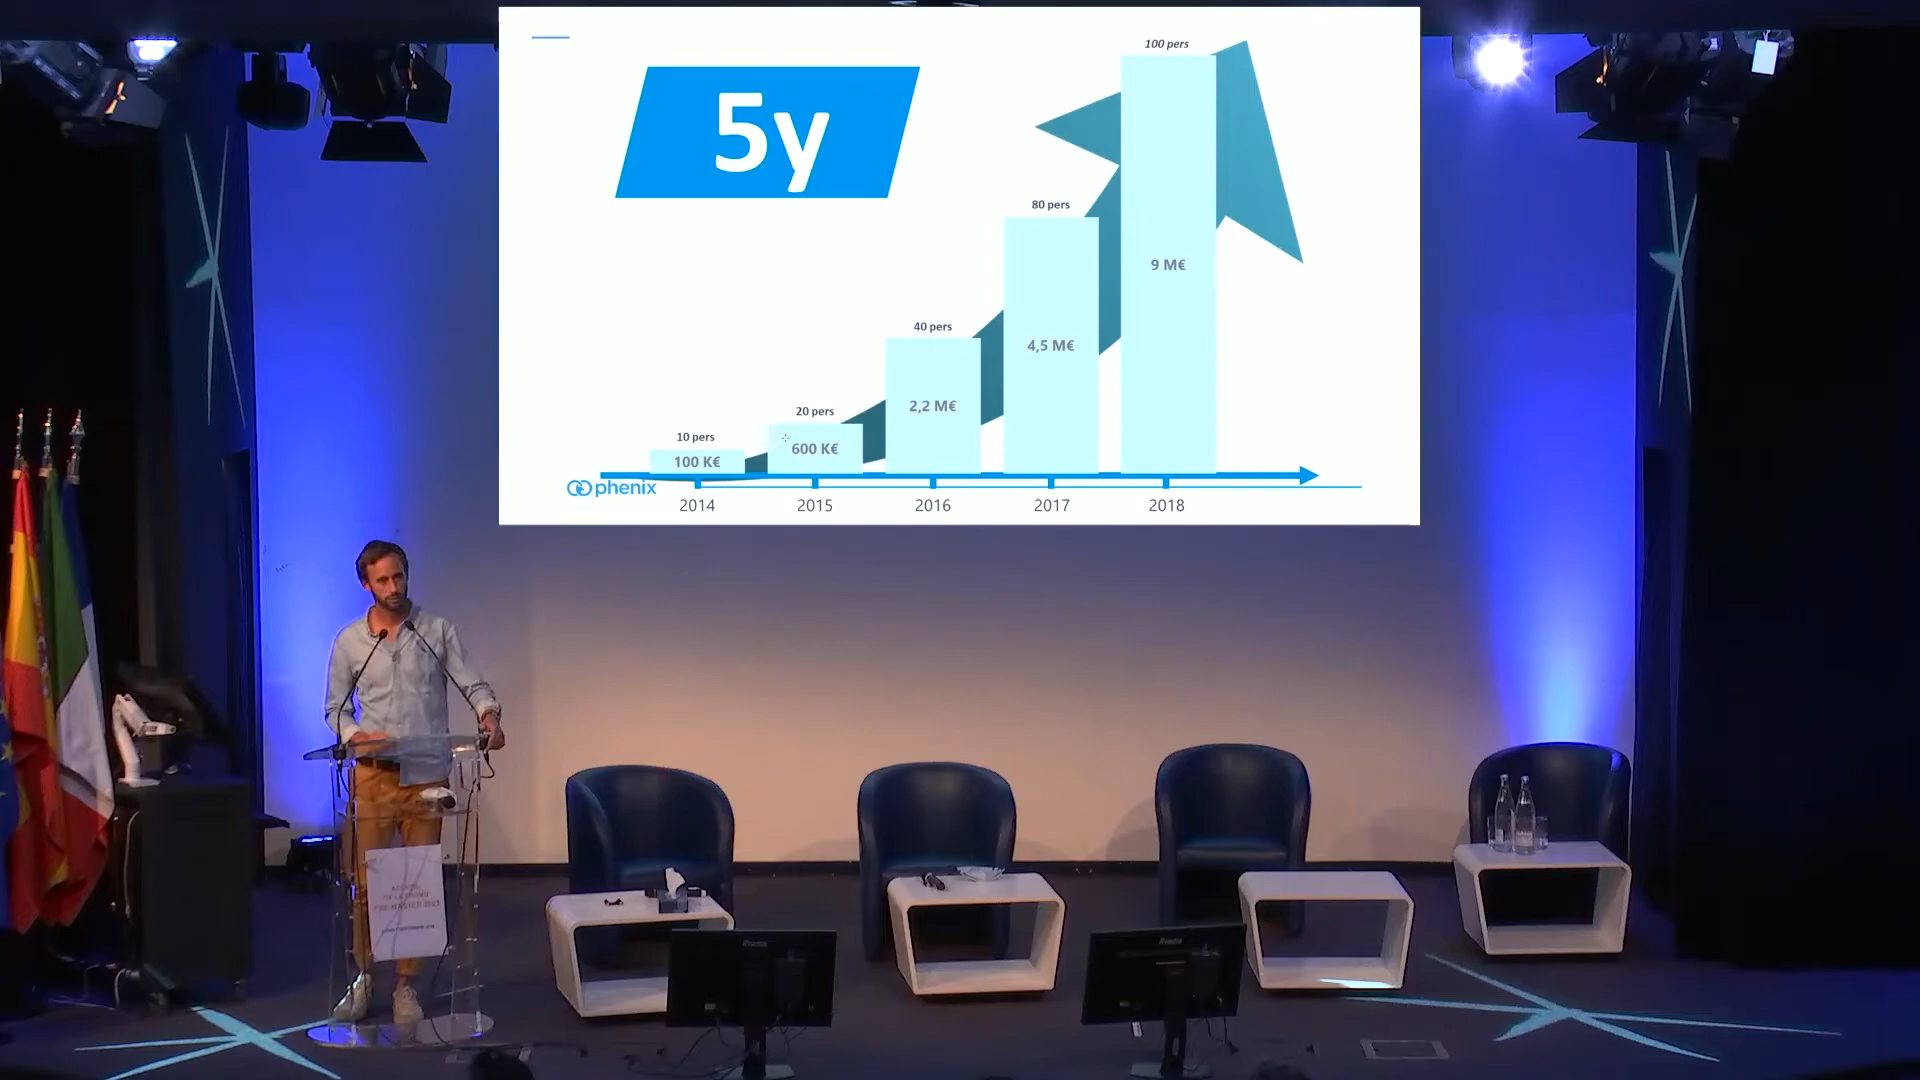 5y
100 pers
9 M€
80 pers
4,5 M€
40 pers
2,2 M€
20 pers
600 K€
10 pers
100 K€
phenix
2014 2015 2016 2017 2018